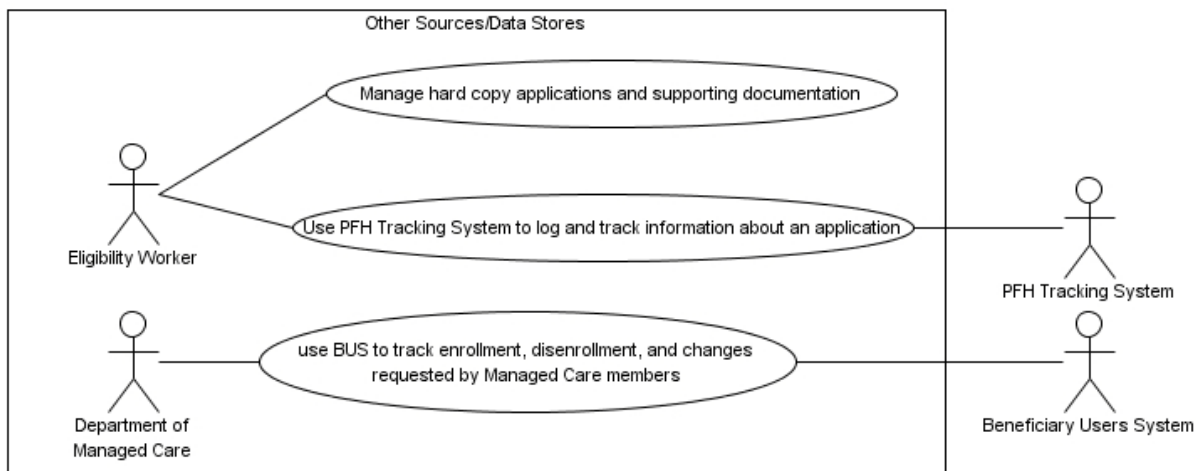 Other Sources/Data Stores
Manage hard copy applications and supporting documentation
Use PFH Tracking System to log and track information about an application
Eligibility Worker
PFH Tracking System
use BUS to track enrollment, disenrollment, and changes
requested by Managed Care members
Department of
Managed Care
Beneficiary Users System